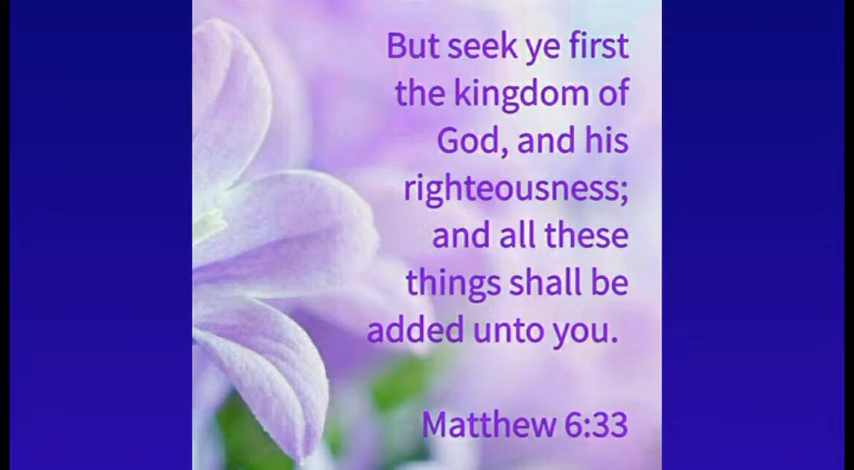 But seek ye first
the kingdom of
God, and his
righteousness;
and all these
things shall be
added unto you.
Matthew 6:33